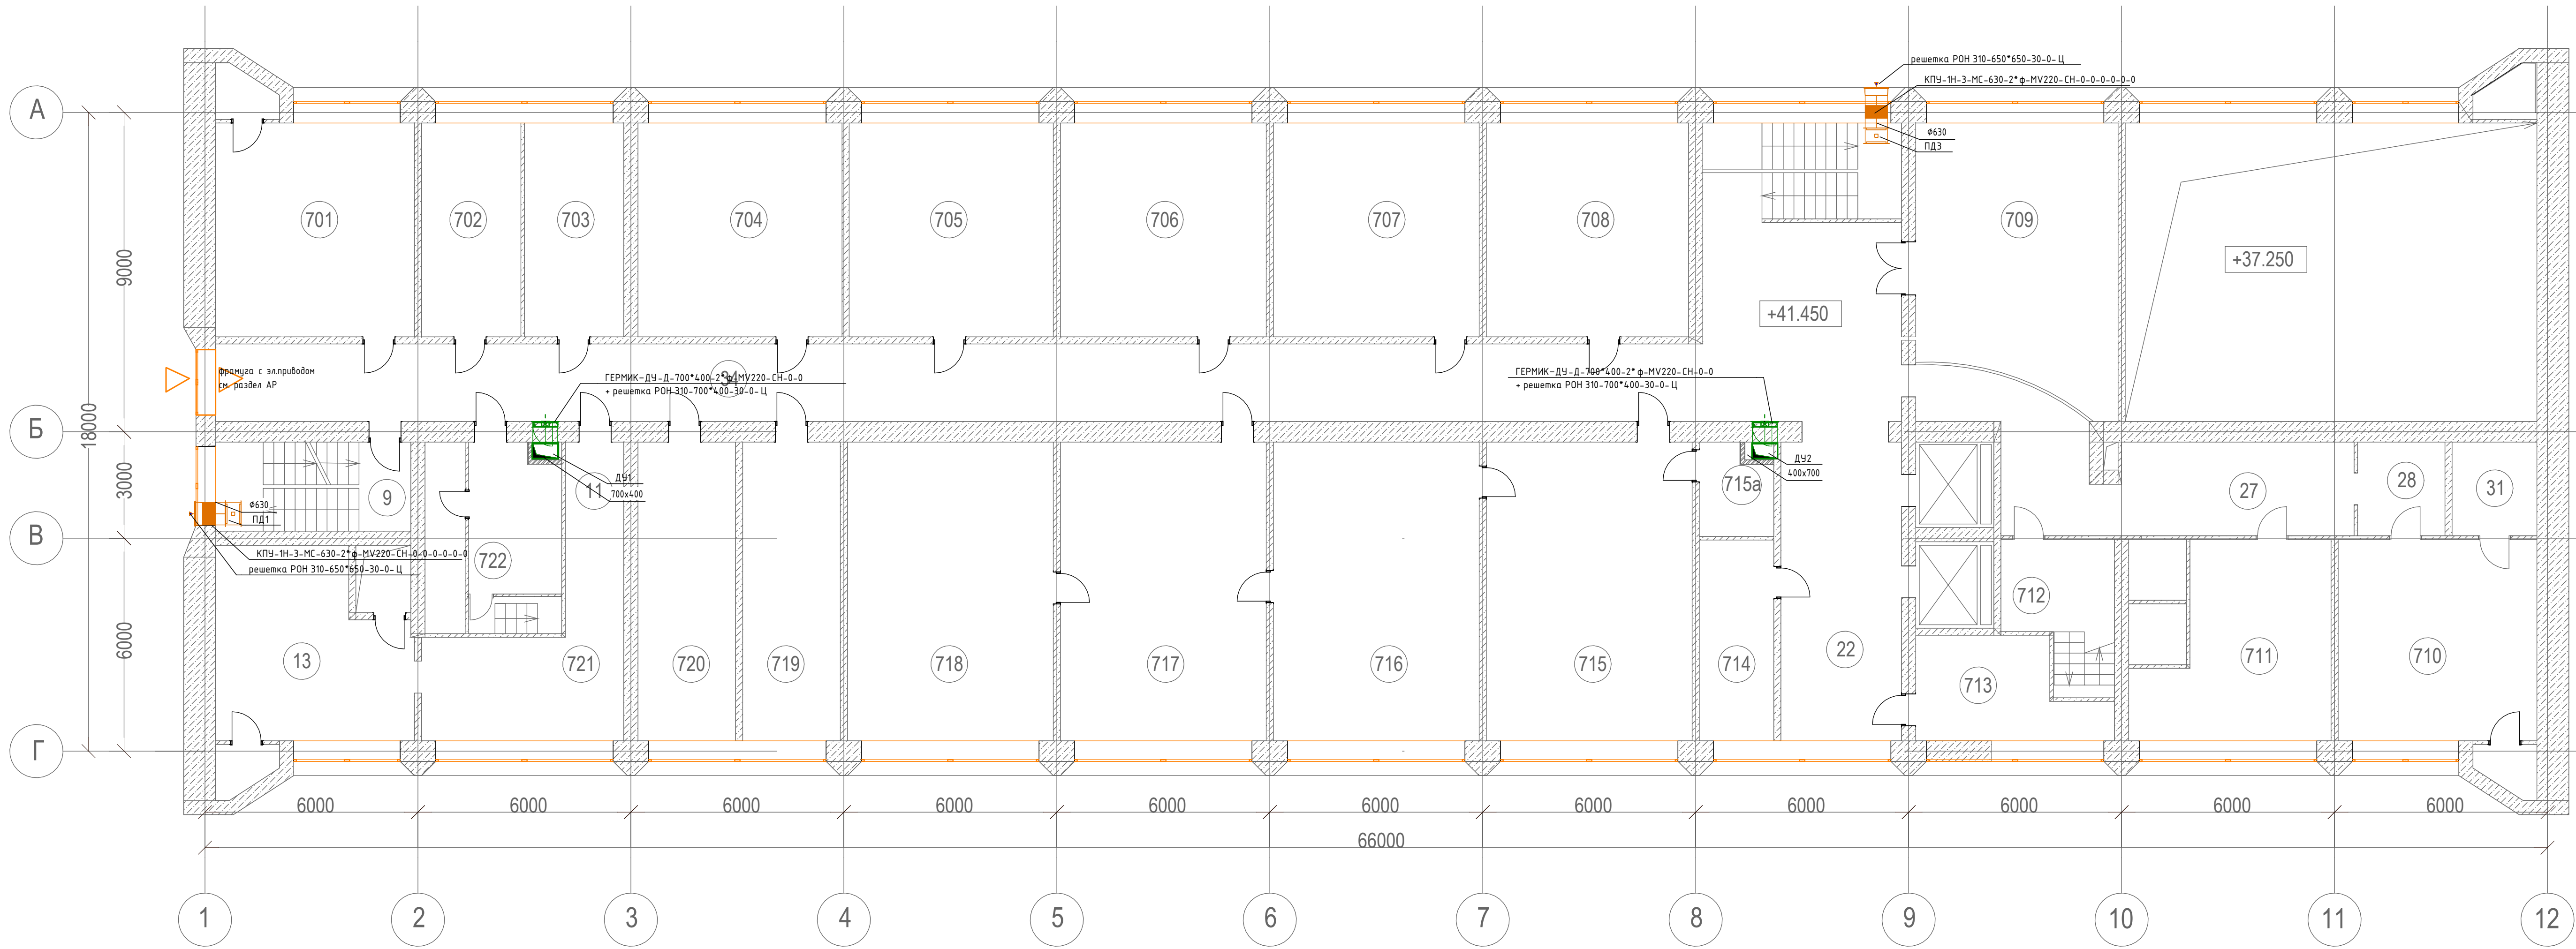 решетка РОН 310-650*650-30-0-Ц
КПУ-1Н-З-МС-630-2*ф-МV220-СН-0-0-0-0-0-0
А
Ф630
ПД3
701
702
703
704
705
706
707
708
709
+37.250
9000
+41.450
фрамуга с эл.приводом
см. раздел АР
34
ГЕРМИК-ДУ-Д-700*400-2*ф-МV220-СН-0-0
+ решетка РОН 310-700*400-30-0-Ц
ГЕРМИК-ДУ-Д-700*400-2*ф-МV220-СН-0-0
+ решетка РОН 310-700*400-30-0-Ц
18000
Б
3000
9
11
ДУ1
700х400
715а
ДУ2
400х700
27
28
31
Ф630
ПД1
В
КПУ-1Н-З-МС-630-2*ф-МV220-СН-0-0-0-0-0-0
решетка РОН 310-650*650-30-0-Ц
722
712
6000
13
721
720
719
718
717
716
715
714
22
713
711
710
Г
6000
6000
6000
6000
6000
6000
6000
6000
6000
6000
6000
66000
1
2
3
4
5
6
7
8
9
10
11
12